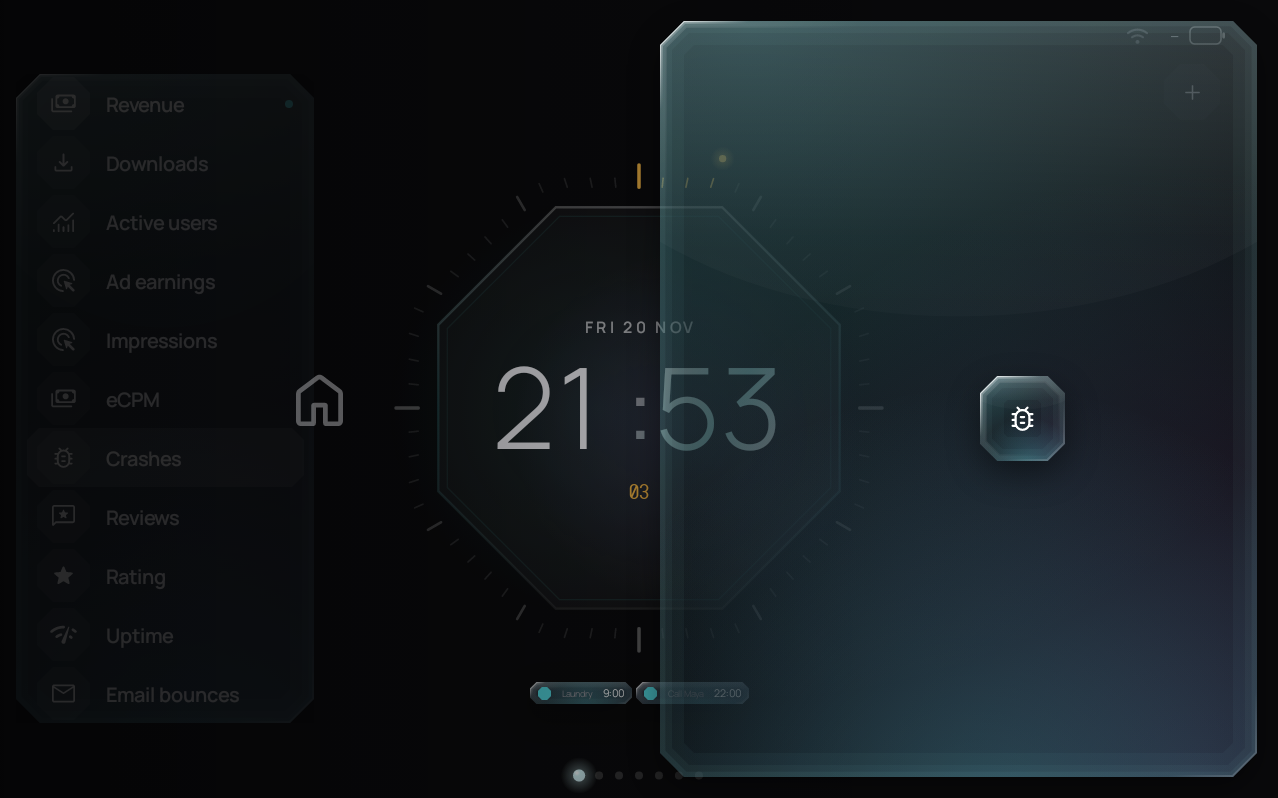 Revenue
Downloads
Active users
Ad earnings
Impressions
eCPM
Crashes
Reviews
Rating
Uptime
Email bounces
FRI 20 NOV
21:53
03
Laundry 9:00
22:00